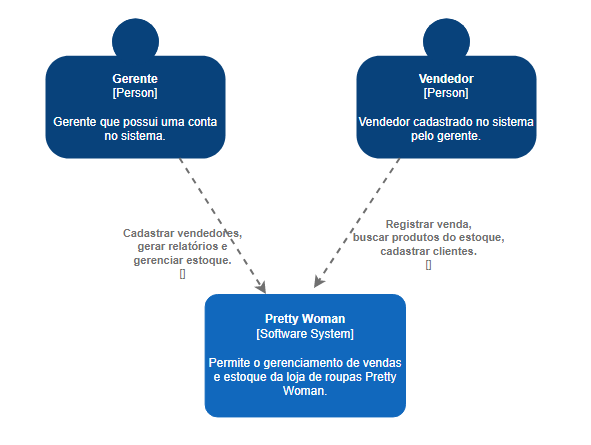 Gerente
[Person]
Gerente que possui uma conta
no sistema.
Vendedor
[Person]
Vendedor cadastrado no sistema
pelo gerente.
Cadastrar vendedores,
gerar relatórios e
gerenciar estoque.
[]
Registrar venda,
buscar produtos do estoque,
cadastrar clientes.
[]
Pretty Woman
[Software System]
Permite o gerenciamento de vendas
e estoque da loja de roupas Pretty
Woman.